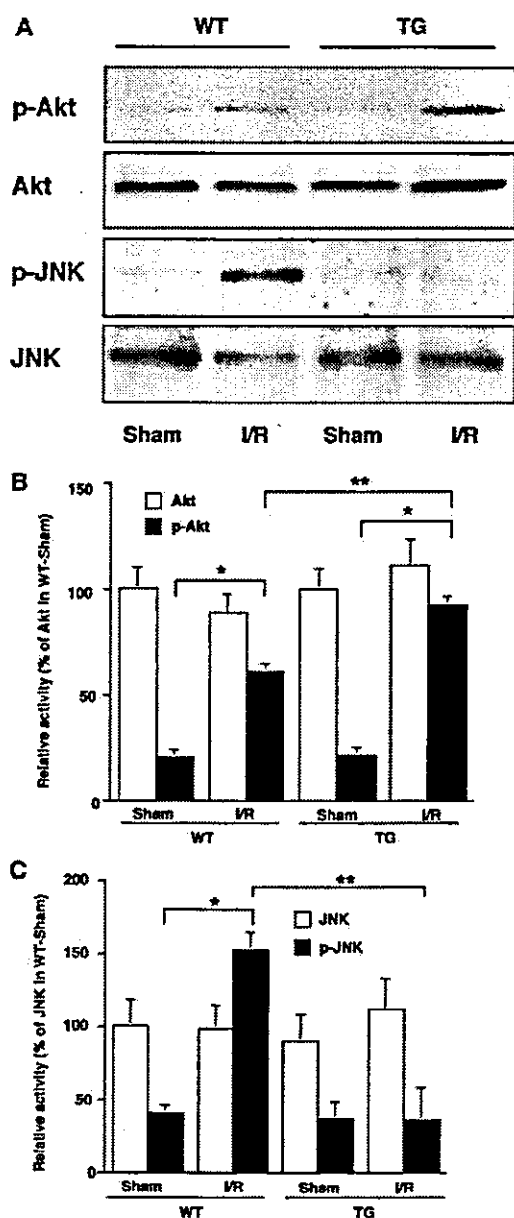 A
WT TG
p-Akt
Akt
p-JNK
JNK
Sham I/R Sham I/R
B
Relative activity (% of Akt in WT-Sham)
150
100
50
0
Akt
p-Akt
*
**
*
Sham I/R Sham I/R
WT TG
C
Relative activity (% of JNK in WT-Sham)
200
150
100
50
0
*
**
JNK
p-JNK
Sham I/R Sham I/R
WT TG